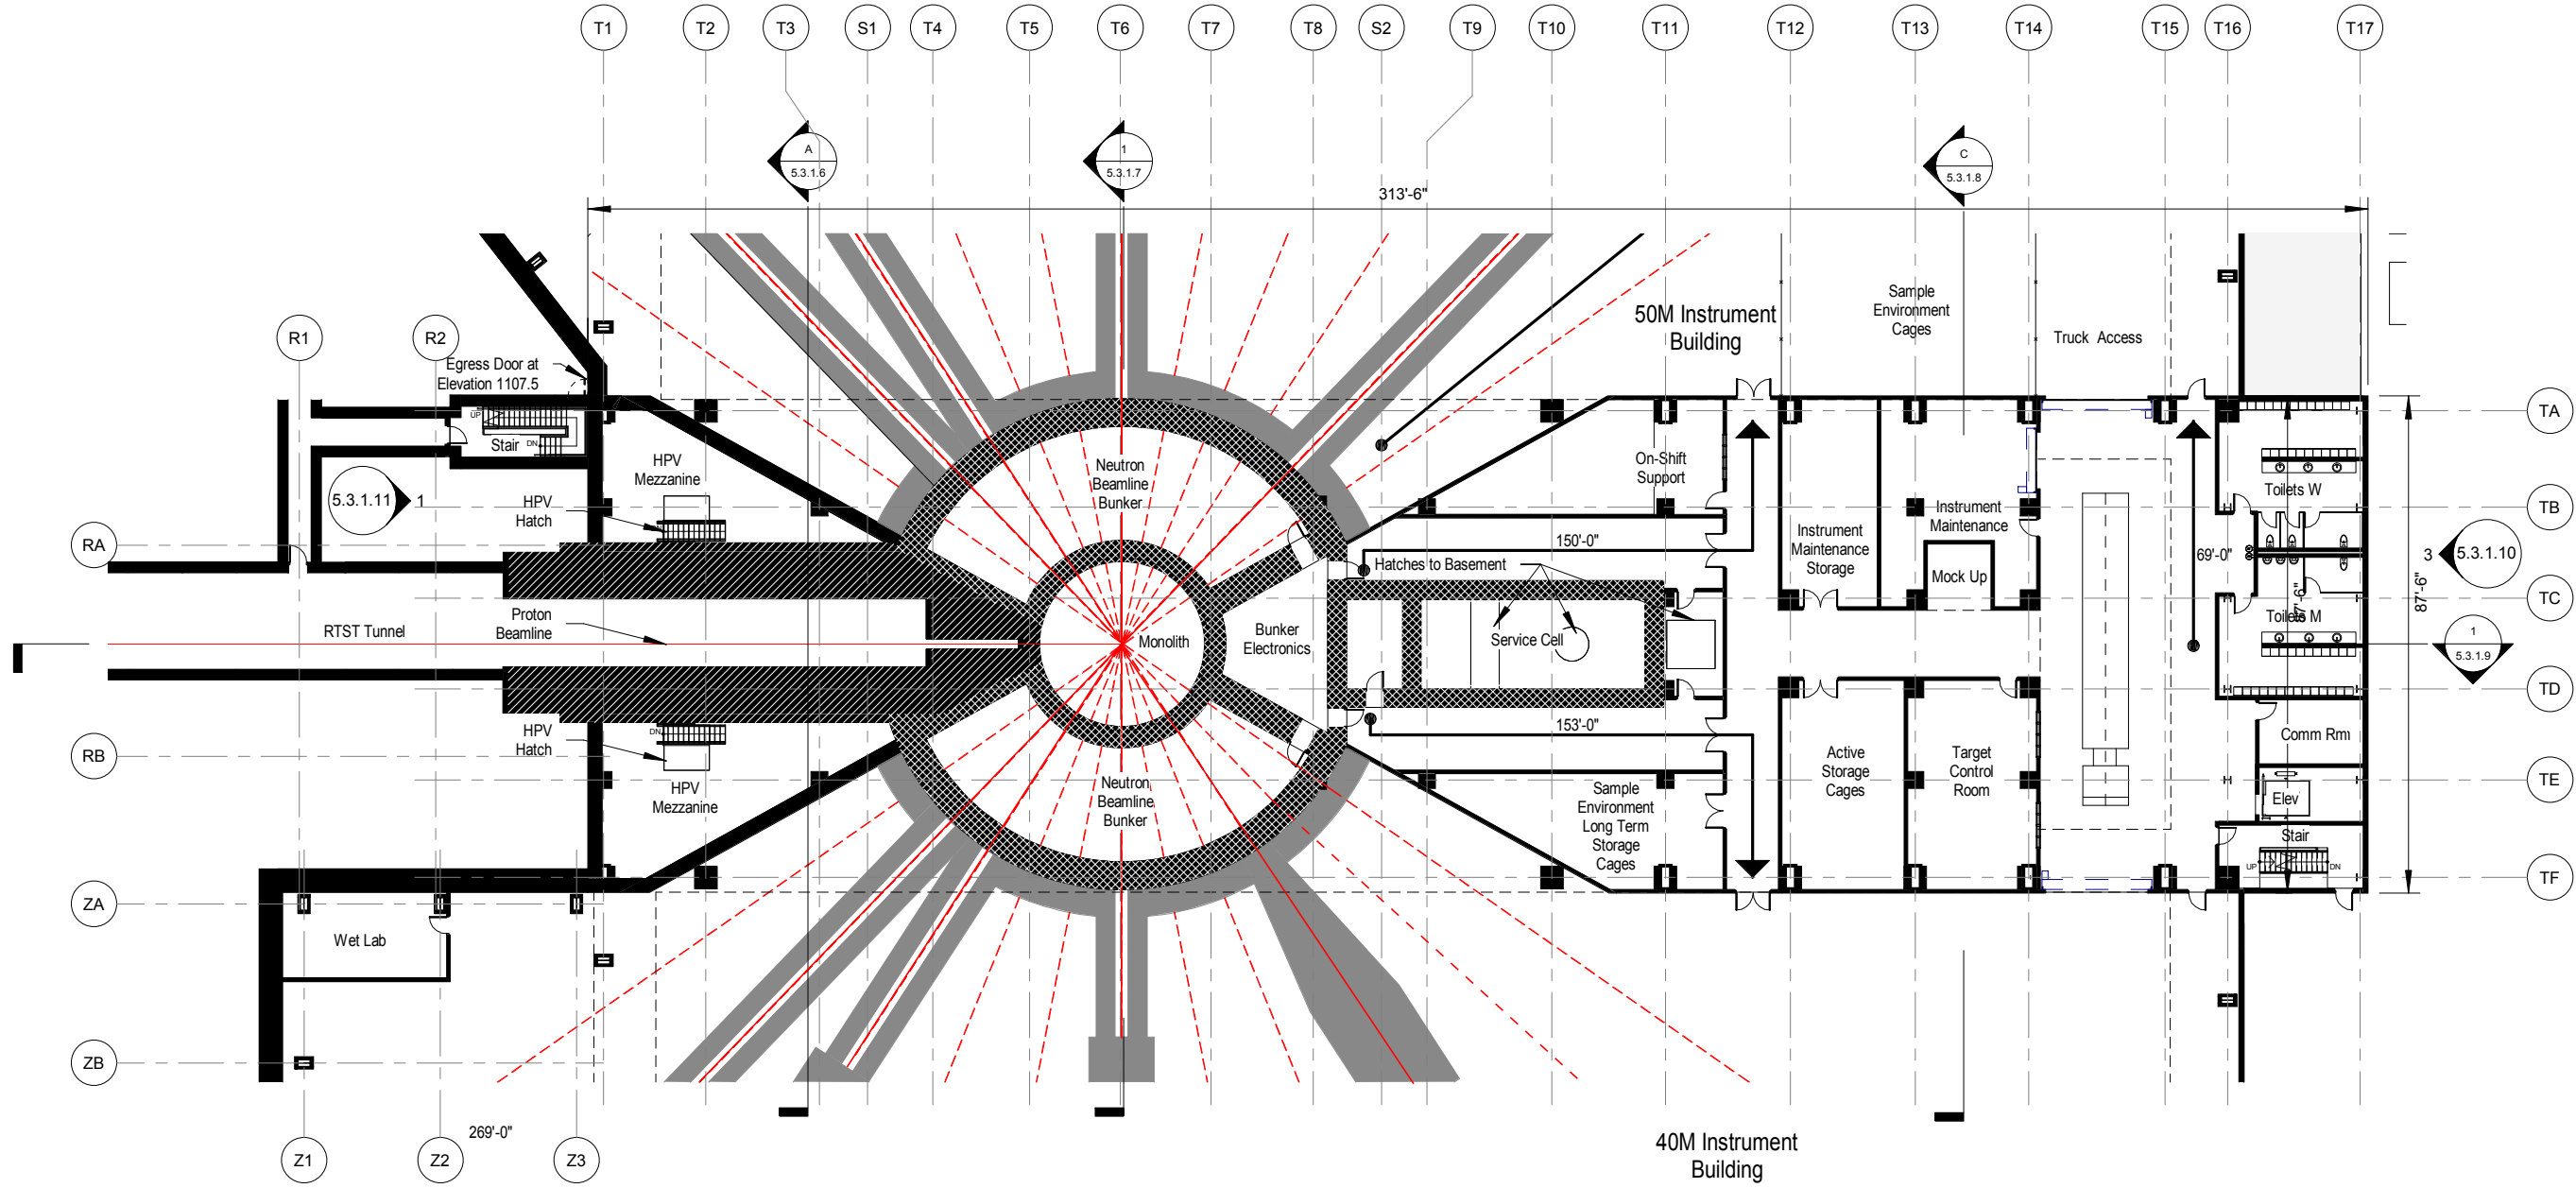 T1 T2 T3 S1 T4 T5 T6 T7 T8 S2 T9 T10 T11 T12 T13 T14 T15 T16 T17
A
5.3.1.6
1
5.3.1.7
C
5.3.1.8
313'-6"
50M Instrument
Building
Sample
Environment
Cages
Truck Access
R1 R2
Egress Door at
Elevation 1107.5
UP
Stair
DN
TA
HPV
Mezzanine
Neutron
Beamline
Bunker
On-Shift
Support
5.3.1.11
1
HPV
Hatch
Toilets W
TB
Instrument
Maintenance
RA
Instrument
Maintenance
Storage
150'-0"
Hatches to Basement
69'-0"
3
5.3.1.10
Mock Up
TC
87'-6"
Proton
Beamline
RTST Tunnel
Monolith
Bunker
Electronics
Service Cell
Toilets M
1
5.3.1.9
TD
DN
HPV
Hatch
153'-0"
Comm Rm
RB
Active
Storage
Cages
Target
Control
Room
TE
HPV
Mezzanine
Neutron
Beamline
Bunker
Sample
Environment
Long Term
Storage
Cages
Elev
Stair
UP
DN
TF
ZA
Wet Lab
ZB
269'-0"
Z1 Z2 Z3
40M Instrument
Building